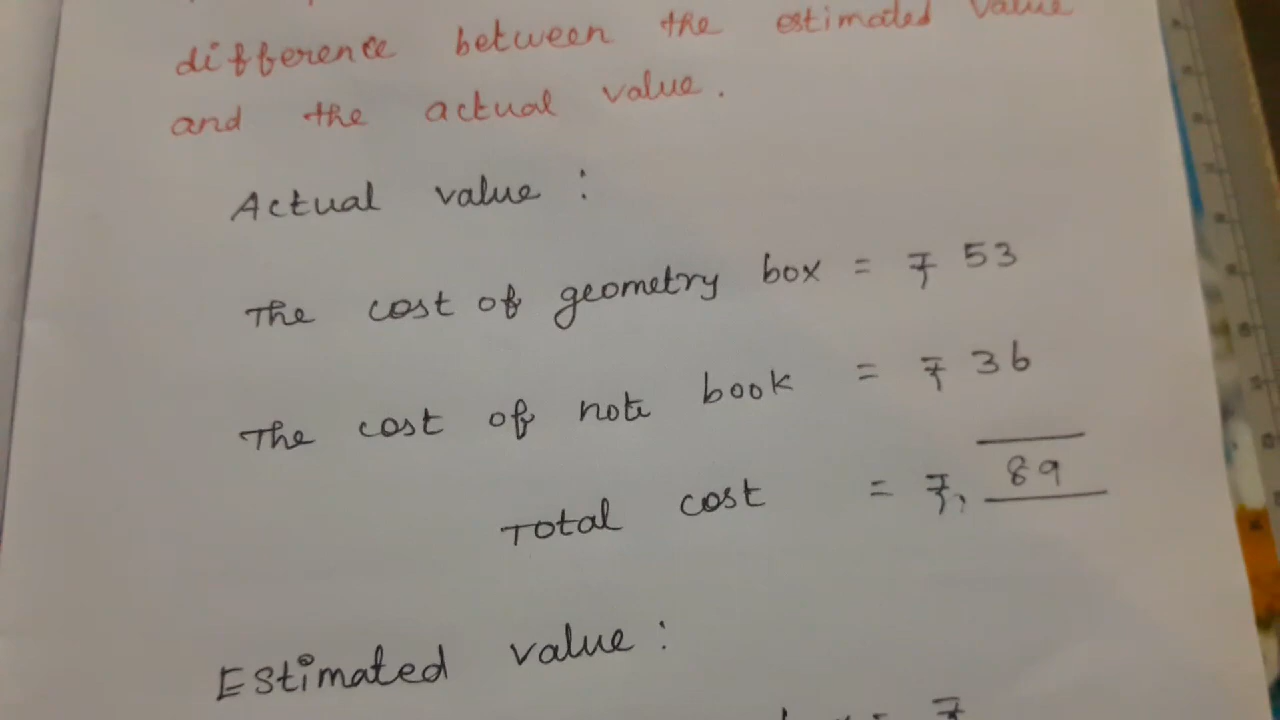 difference between the estimated value
and the actual value.
Actual value :
The cost of geometry box = ₹ 53
The cost of note book = ₹ 36
Total cost = ₹, 89
Estimated value :
= ₹